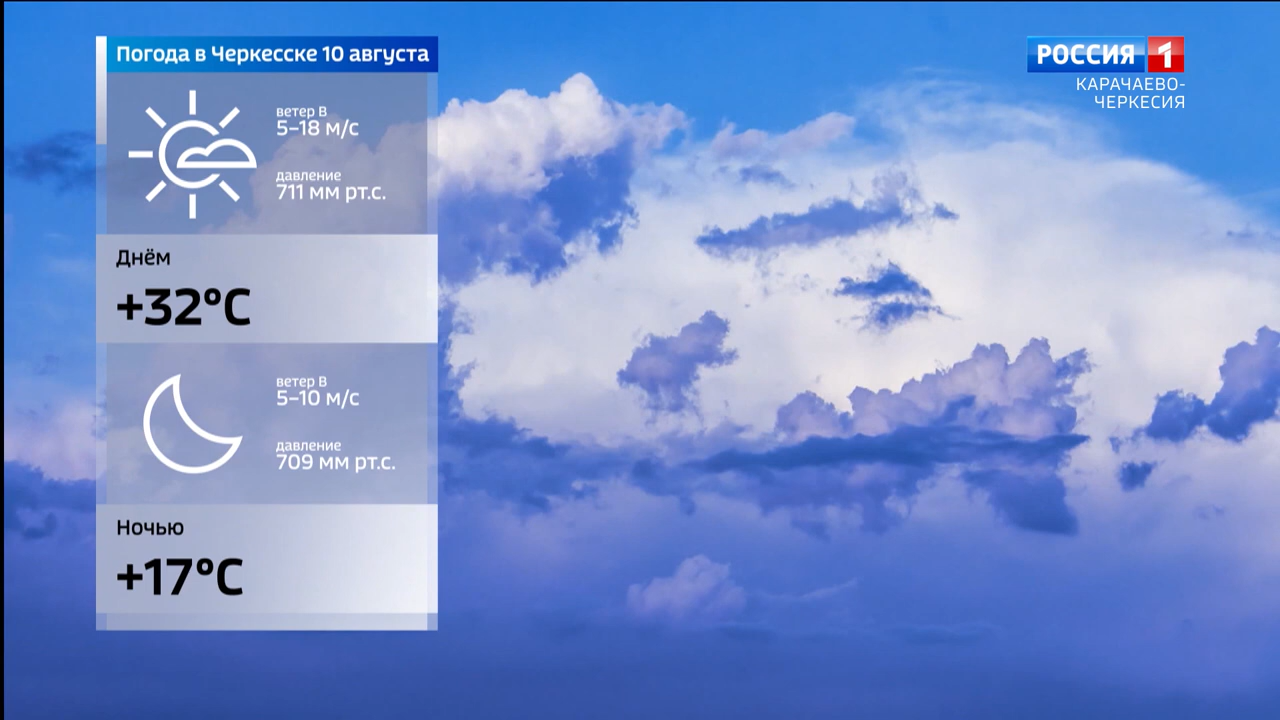 Погода в Черкесске 10 августа
РОССИЯ 1
КАРАЧАЕВО-
ЧЕРКЕСИЯ
ветер В
5–18 м/с
давление
711 мм рт.с.
Днём
+32°C
ветер В
5–10 м/с
давление
709 мм рт.с.
Ночью
+17°C